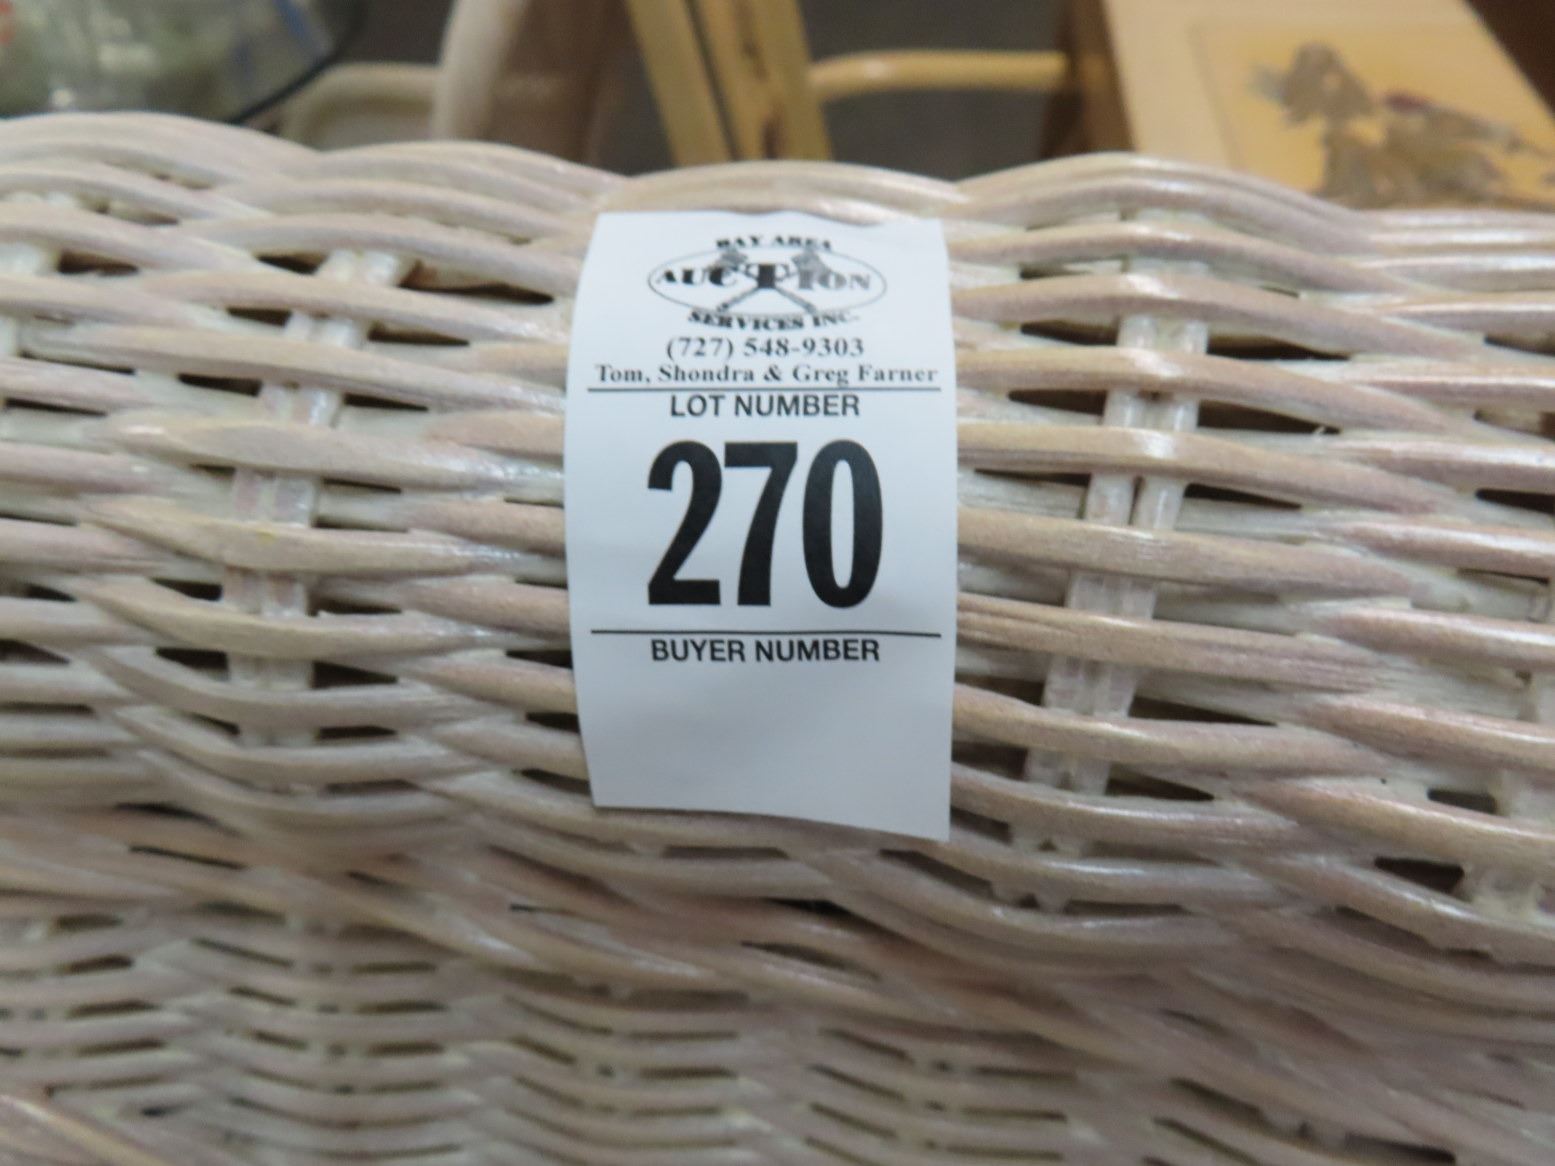 BAY AREA
AUCTION
SERVICES INC.
(727) 548-9303
Tom, Shondra & Greg Farner
LOT NUMBER
270
BUYER NUMBER